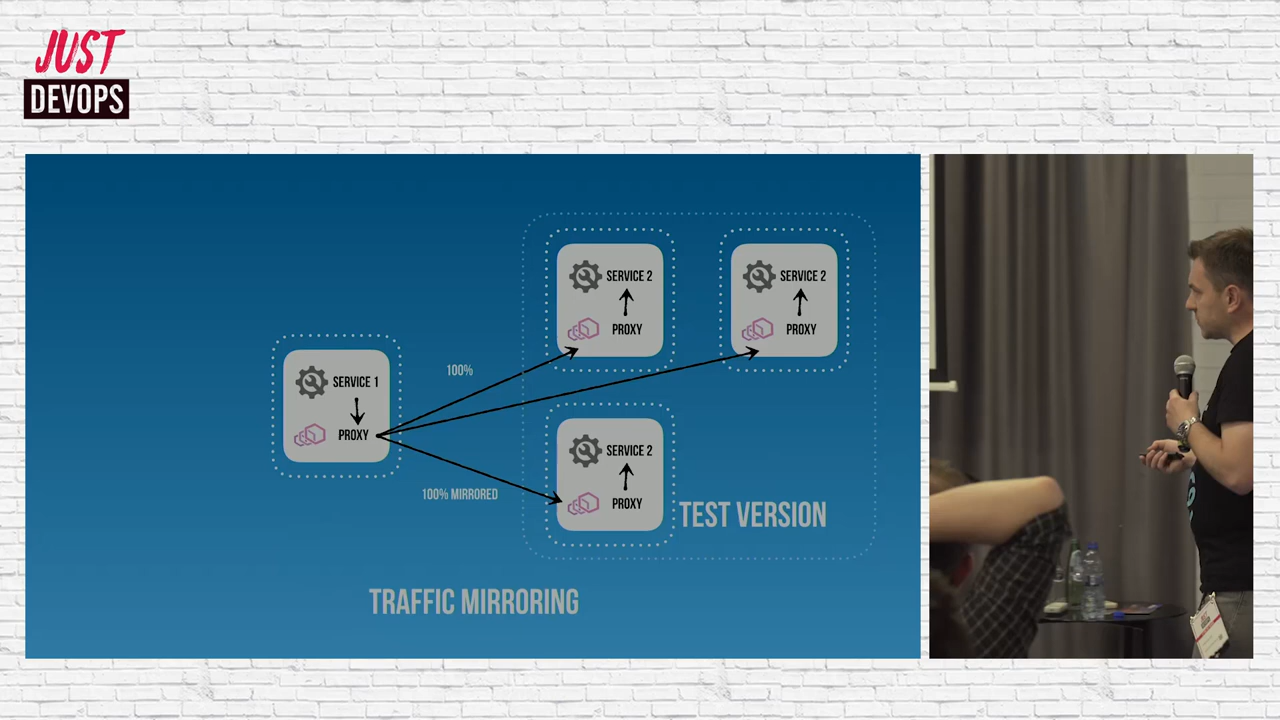 JUST
DEVOPS
SERVICE 2
PROXY
SERVICE 2
PROXY
100%
SERVICE 1
PROXY
100% MIRRORED
SERVICE 2
PROXY
TEST VERSION
TRAFFIC MIRRORING